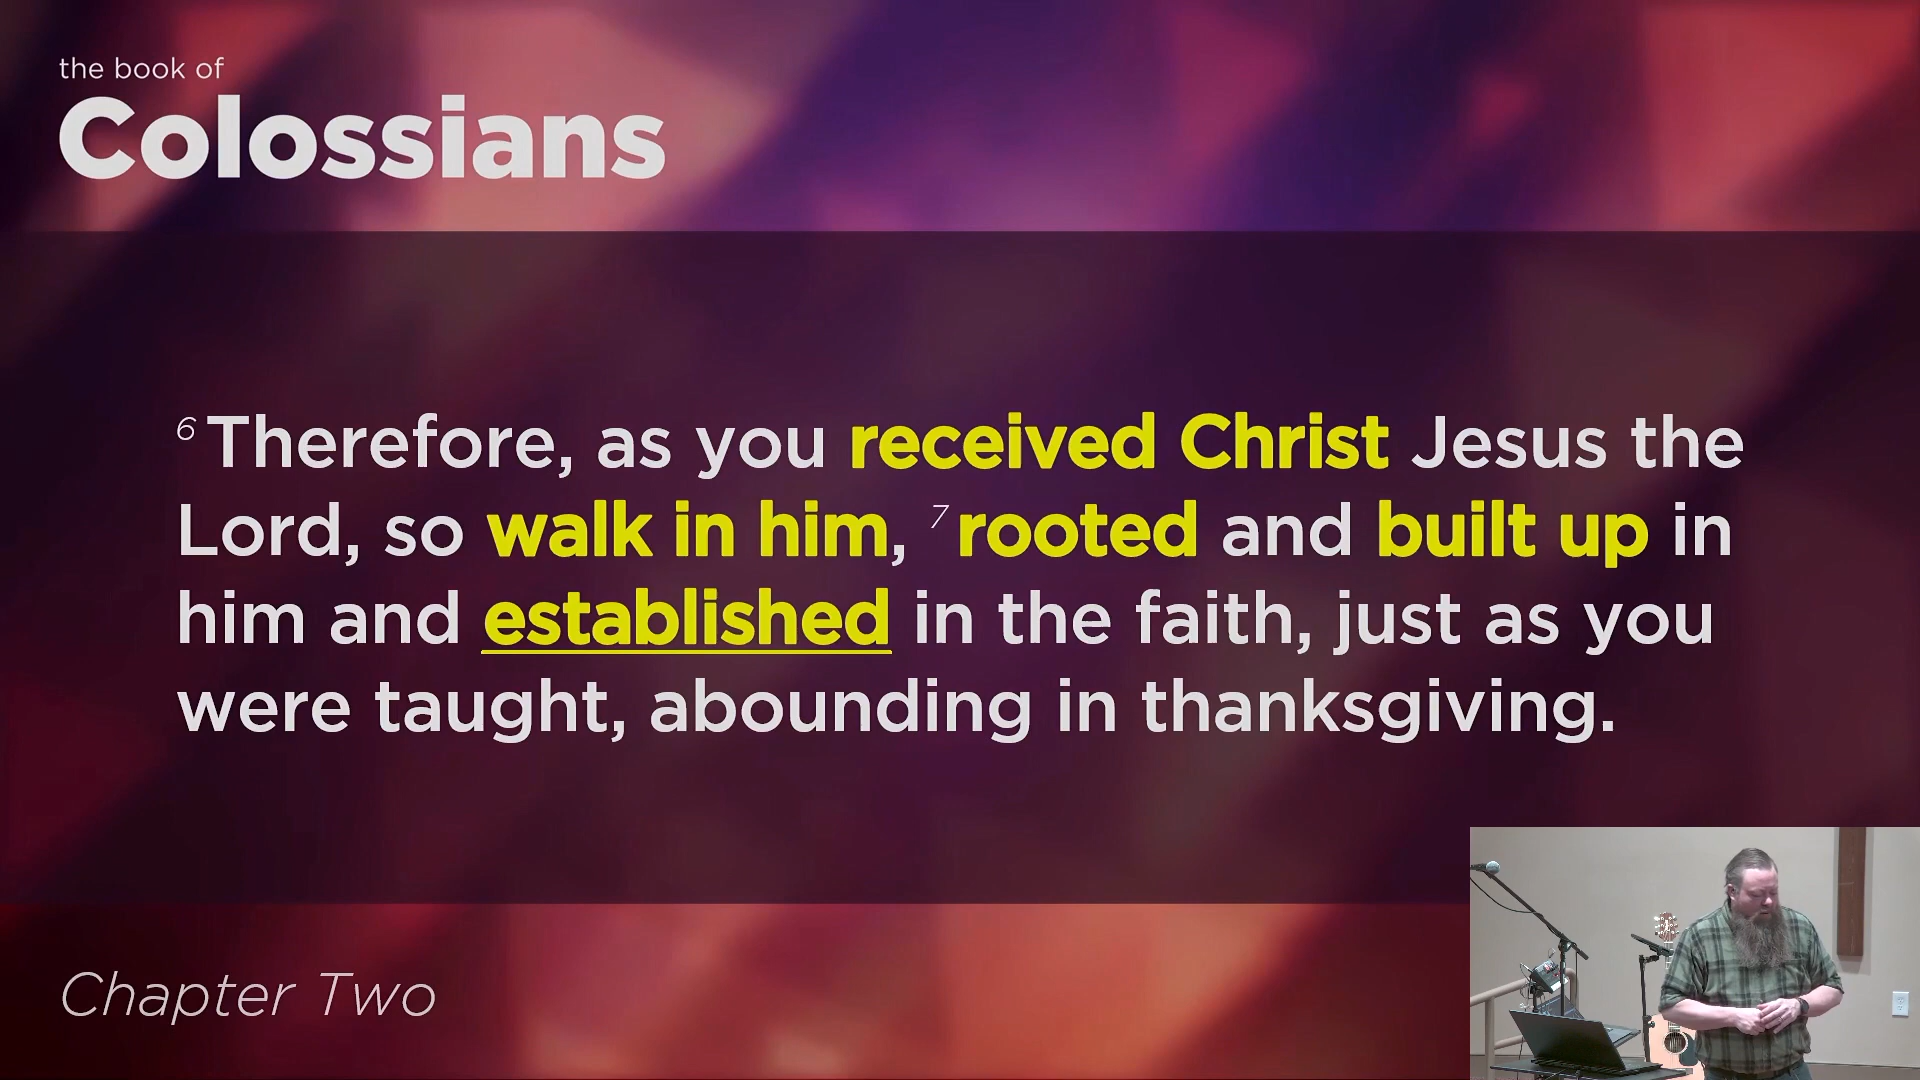 the book of
Colossians
6 Therefore, as you received Christ Jesus the
Lord, so walk in him, 7 rooted and built up in
him and established in the faith, just as you
were taught, abounding in thanksgiving.
Chapter Two